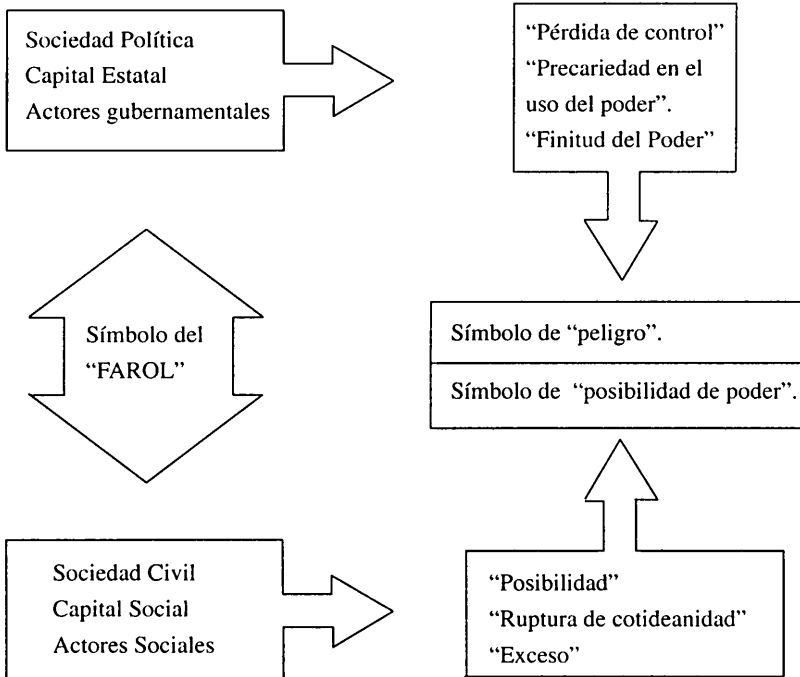 Sociedad Política
Capital Estatal
Actores gubernamentales
“Pérdida de control”
“Precariedad en el
uso del poder”.
“Finitud del Poder”
Símbolo del
“FAROL”
Símbolo de “peligro”.
Símbolo de “posibilidad de poder”.
Sociedad Civil
Capital Social
Actores Sociales
“Posibilidad”
“Ruptura de cotideanidad”
“Exceso”